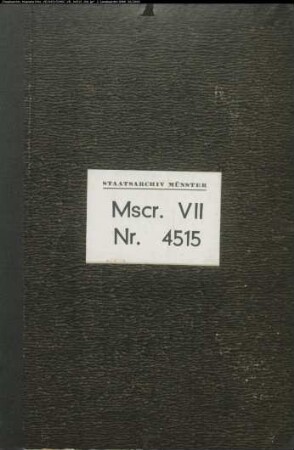 STAATSARCHIV MÜNSTER
Mscr. VII
Nr. 4515